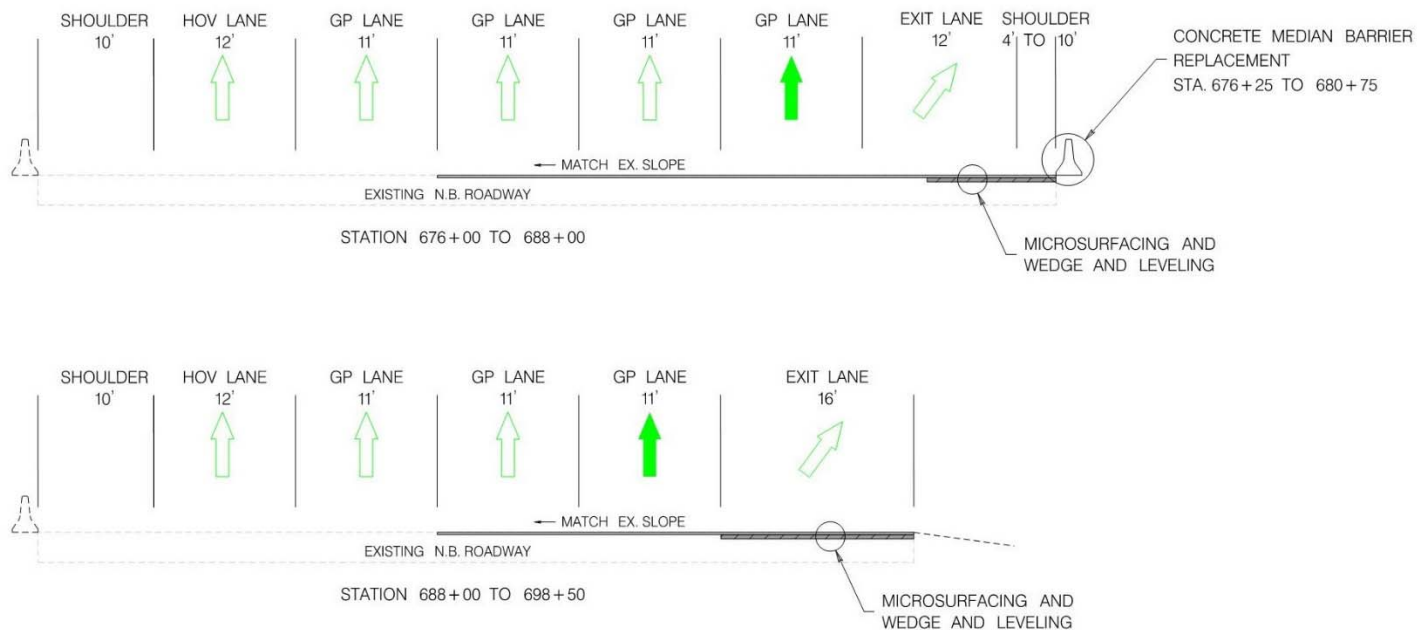 SHOULDER
10'
HOV LANE
12'
GP LANE
11'
GP LANE
11'
GP LANE
11'
GP LANE
11'
EXIT LANE
12'
SHOULDER
4' TO 10'
CONCRETE MEDIAN BARRIER
REPLACEMENT
STA. 676+25 TO 680+75
← MATCH EX. SLOPE
EXISTING N.B. ROADWAY
STATION 676+00 TO 688+00
MICROSURFACING AND
WEDGE AND LEVELING
SHOULDER
10'
HOV LANE
12'
GP LANE
11'
GP LANE
11'
GP LANE
11'
EXIT LANE
16'
← MATCH EX. SLOPE
EXISTING N.B. ROADWAY
STATION 688+00 TO 698+50
MICROSURFACING AND
WEDGE AND LEVELING